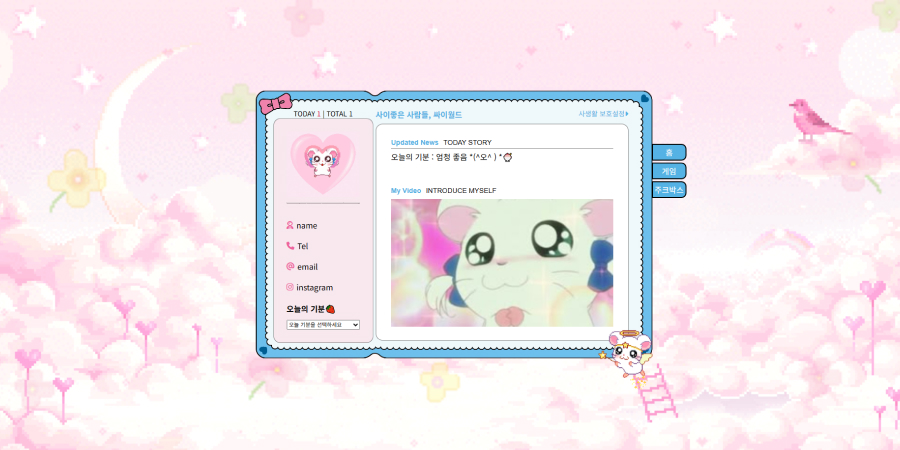 TODAY 1 | TOTAL 1
사이좋은 사람들, 싸이월드
사생활 보호설정
name
Tel
email
instagram
오늘의 기분🍓
오늘 기분을 선택하세요
Updated News TODAY STORY
오늘의 기분 : 엄청 좋음 *(^오^ ) *
My Video INTRODUCE MYSELF
홈
게임
주크박스